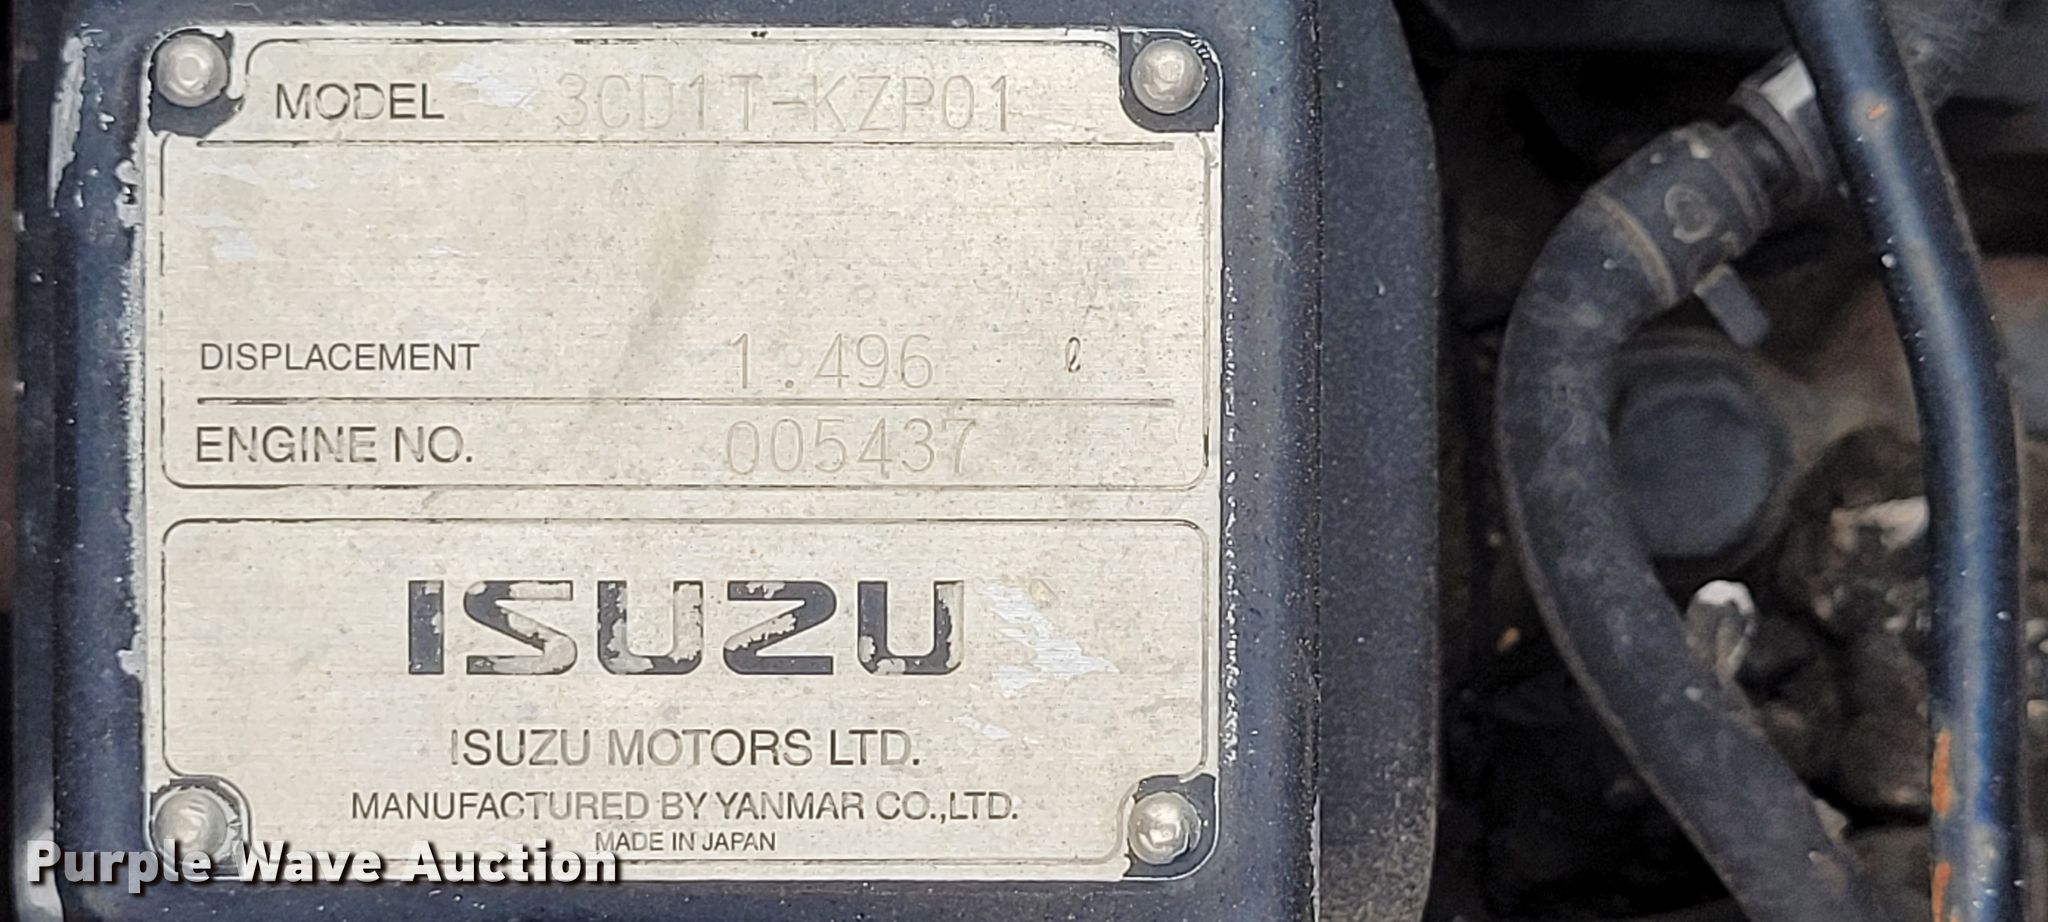 MODEL 3CD1T-KZP01
DISPLACEMENT 1.496 ℓ
ENGINE NO. 005437
ISUZU
ISUZU MOTORS LTD.
MANUFACTURED BY YANMAR CO.,LTD.
MADE IN JAPAN
Purple Wave Auction